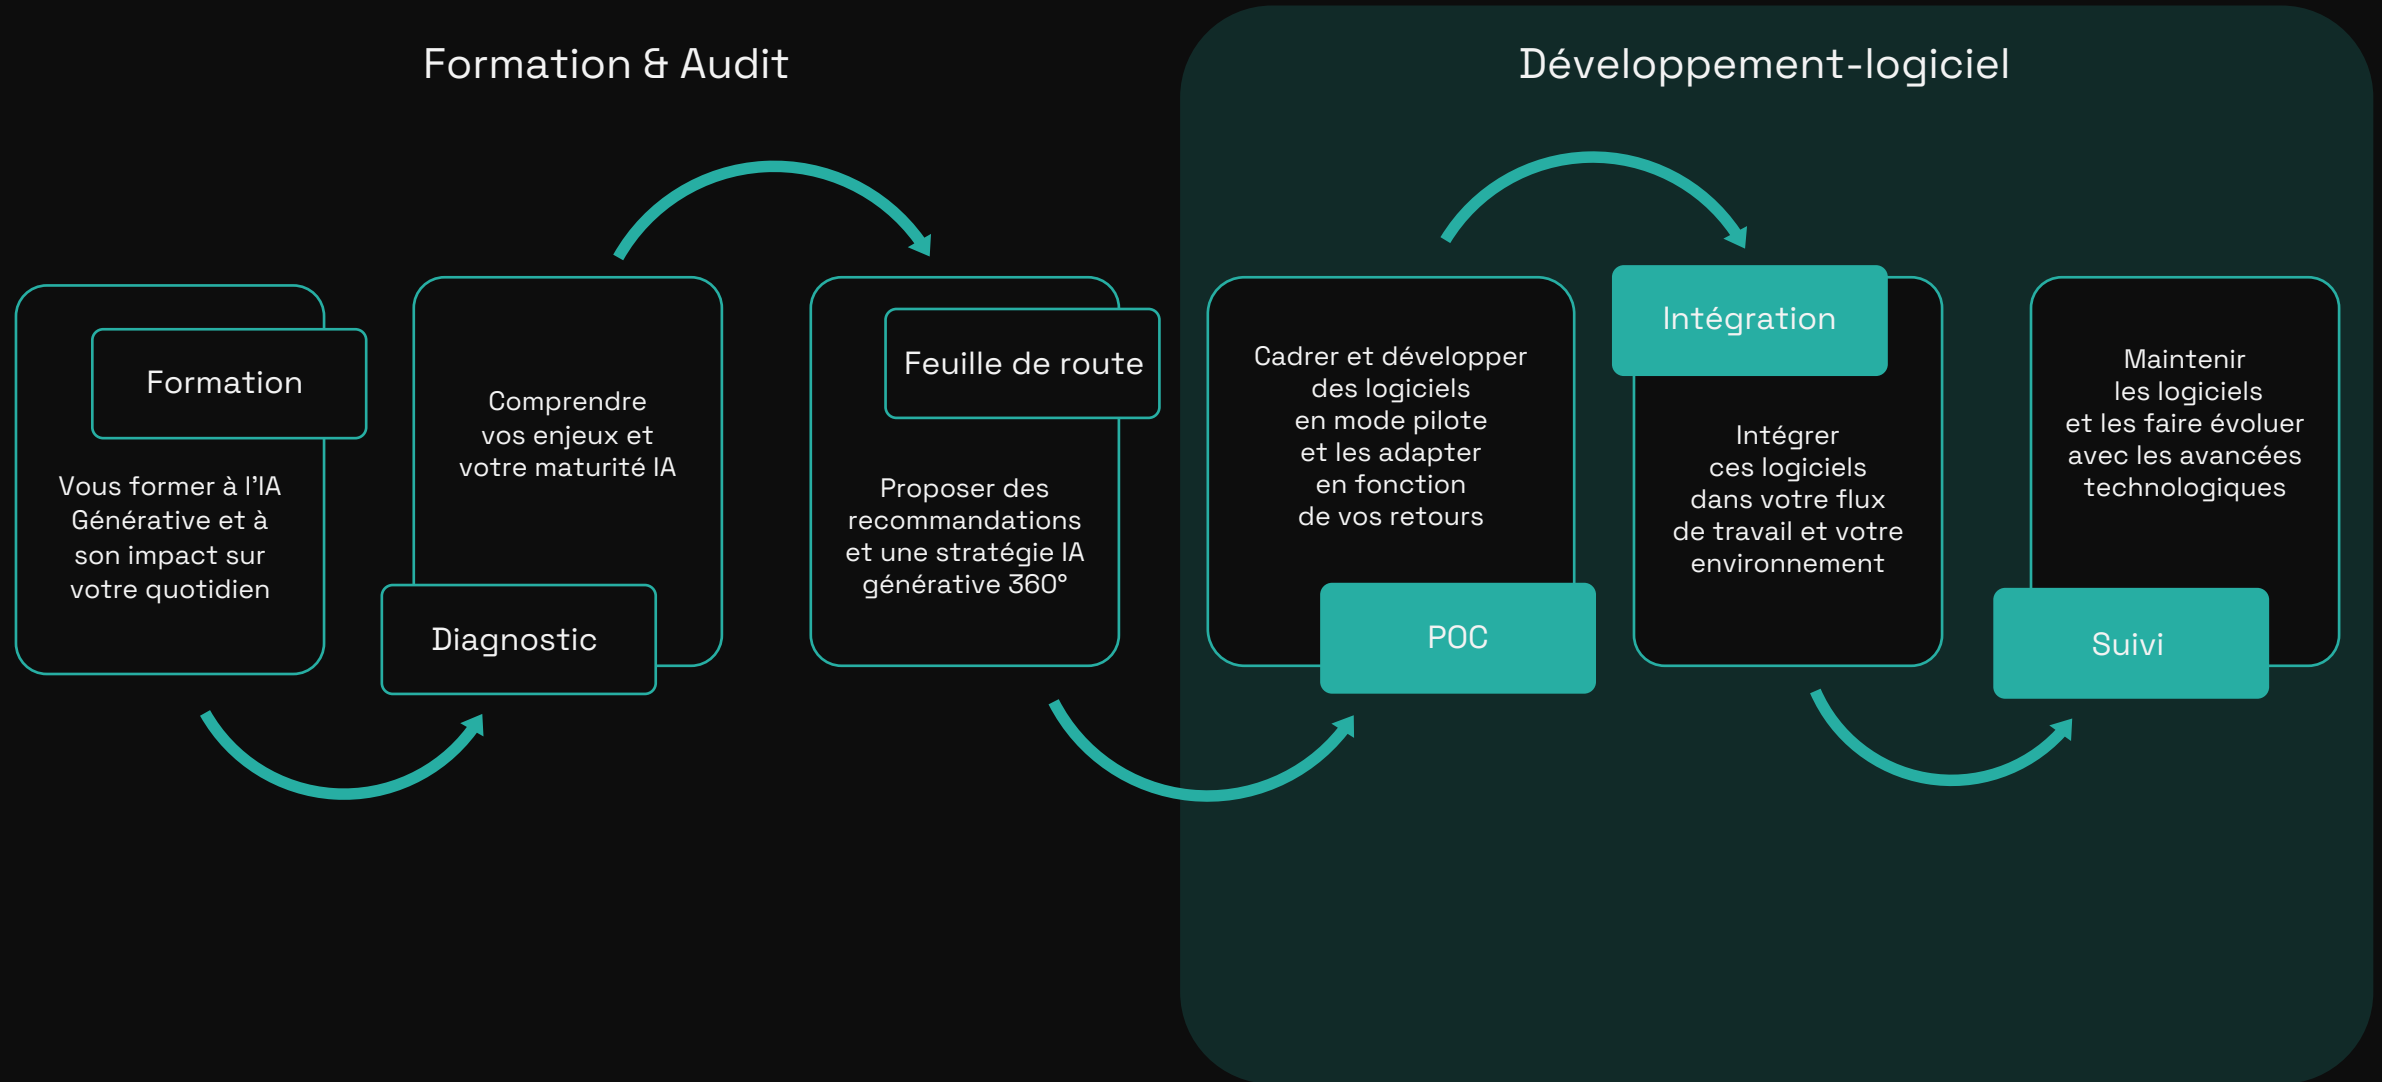 Formation & Audit
Formation
Vous former à l'IA
Générative et à
son impact sur
votre quotidien
Comprendre
vos enjeux et
votre maturité IA
Diagnostic
Feuille de route
Proposer des
recommandations
et une stratégie IA
générative 360°
Développement-logiciel
Cadrer et développer
des logiciels
en mode pilote
et les adapter
en fonction
de vos retours
POC
Intégration
Intégrer
ces logiciels
dans votre flux
de travail et votre
environnement
Maintenir
les logiciels
et les faire évoluer
avec les avancées
technologiques
Suivi